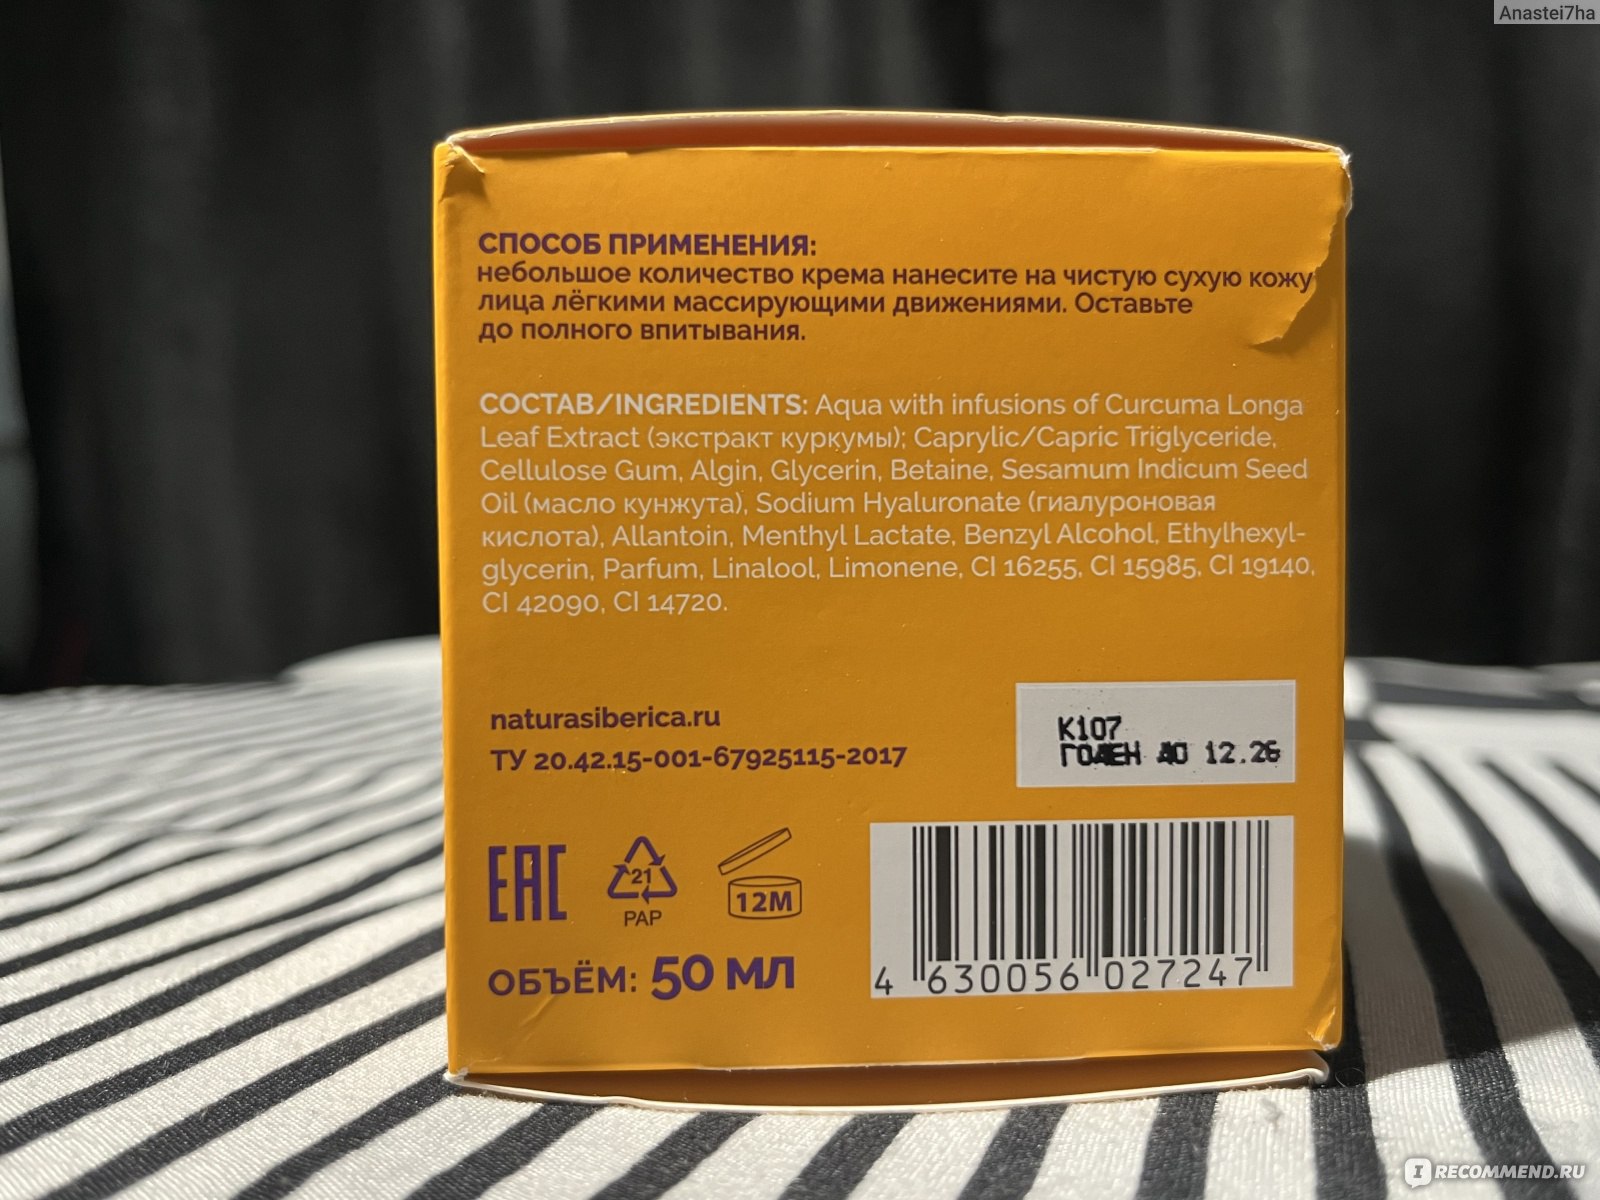 Anastei7ha
СПОСОБ ПРИМЕНЕНИЯ:
небольшое количество крема нанесите на чистую сухую кожу
лица лёгкими массирующими движениями. Оставьте
до полного впитывания.
СОСТАВ/INGREDIENTS: Aqua with infusions of Curcuma Longa
Leaf Extract (экстракт куркумы); Caprylic/Capric Triglyceride,
Cellulose Gum, Algin, Glycerin, Betaine, Sesamum Indicum Seed
Oil (масло кунжута), Sodium Hyaluronate (гиалуроновая
кислота), Allantoin, Menthyl Lactate, Benzyl Alcohol, Ethylhexyl-
glycerin, Parfum, Linalool, Limonene, CI 16255, CI 15985, CI 19140,
CI 42090, CI 14720.
naturasiberica.ru
ТУ 20.42.15-001-67925115-2017
К107
ГОДЕН ДО 12.26
EAC
21
PAP
12M
ОБЪЁМ: 50 МЛ
4 630056 027247
I RECOMMEND.RU